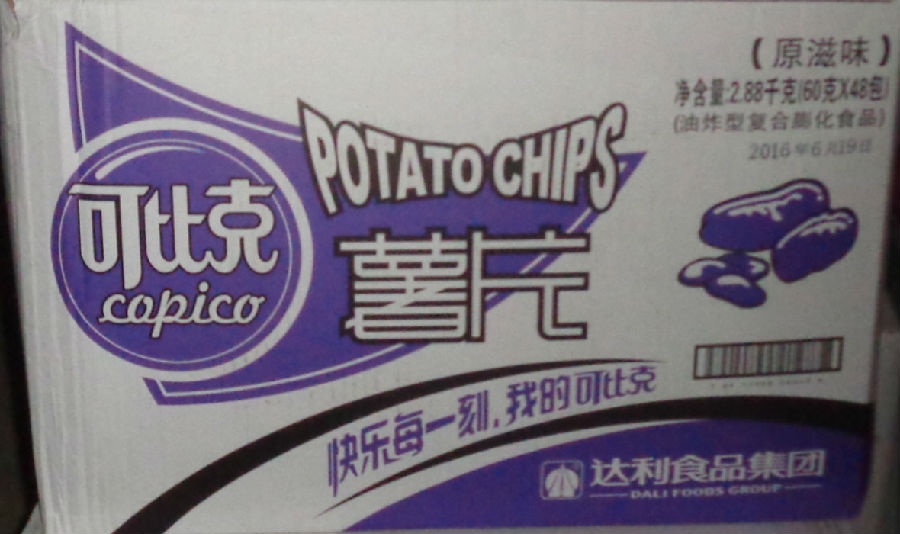 (原滋味)
净含量:2.88千克(60克X48包)
(油炸型复合膨化食品)
2016年6月19日
POTATO CHIPS
可比克
copico
薯片
快乐每一刻,我的可比克
达利食品集团
DALI FOODS GROUP